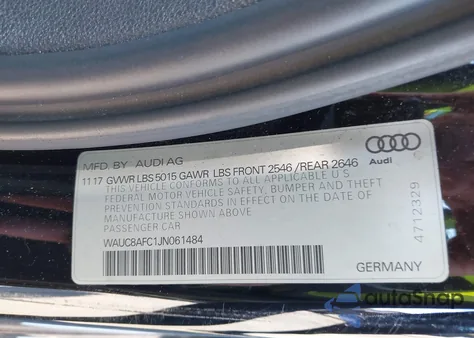 MFD. BY AUDI AG
11 17 GVWR LBS 5015 GAWR LBS FRONT 2546 / REAR 2646
THIS VEHICLE CONFORMS TO ALL APPLICABLE U S
FEDERAL MOTOR VEHICLE SAFETY, BUMPER AND THEFT
PREVENTION STANDARDS IN EFFECT ON THE DATE OF
MANUFACTURE SHOWN ABOVE
PASSENGER CAR
WAUC8AFC1JN061484
Audi
4712329
GERMANY
autoSnap